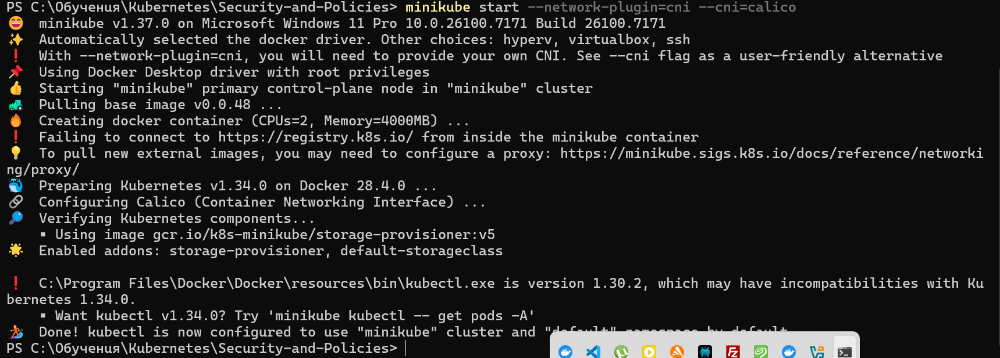 PS C:\Обучения\Kubernetes\Security-and-Policies> minikube start --network-plugin=cni --cni=calico
😄  minikube v1.37.0 on Microsoft Windows 11 Pro 10.0.26100.7171 Build 26100.7171
✨  Automatically selected the docker driver. Other choices: hyperv, virtualbox, ssh
❗  With --network-plugin=cni, you will need to provide your own CNI. See --cni flag as a user-friendly alternative
📌  Using Docker Desktop driver with root privileges
👍  Starting "minikube" primary control-plane node in "minikube" cluster
🚜  Pulling base image v0.0.48 ...
🔥  Creating docker container (CPUs=2, Memory=4000MB) ...
❗  Failing to connect to https://registry.k8s.io/ from inside the minikube container
💡  To pull new external images, you may need to configure a proxy: https://minikube.sigs.k8s.io/docs/reference/networki
ng/proxy/
🐳  Preparing Kubernetes v1.34.0 on Docker 28.4.0 ...
🔗  Configuring Calico (Container Networking Interface) ...
🔎  Verifying Kubernetes components...
    ▪ Using image gcr.io/k8s-minikube/storage-provisioner:v5
🌟  Enabled addons: storage-provisioner, default-storageclass
❗  C:\Program Files\Docker\Docker\resources\bin\kubectl.exe is version 1.30.2, which may have incompatibilities with Ku
bernetes 1.34.0.
    ▪ Want kubectl v1.34.0? Try 'minikube kubectl -- get pods -A'
🏄  Done! kubectl is now configured to use "minikube" cluster and "default" namespace by default
PS C:\Обучения\Kubernetes\Security-and-Policies>